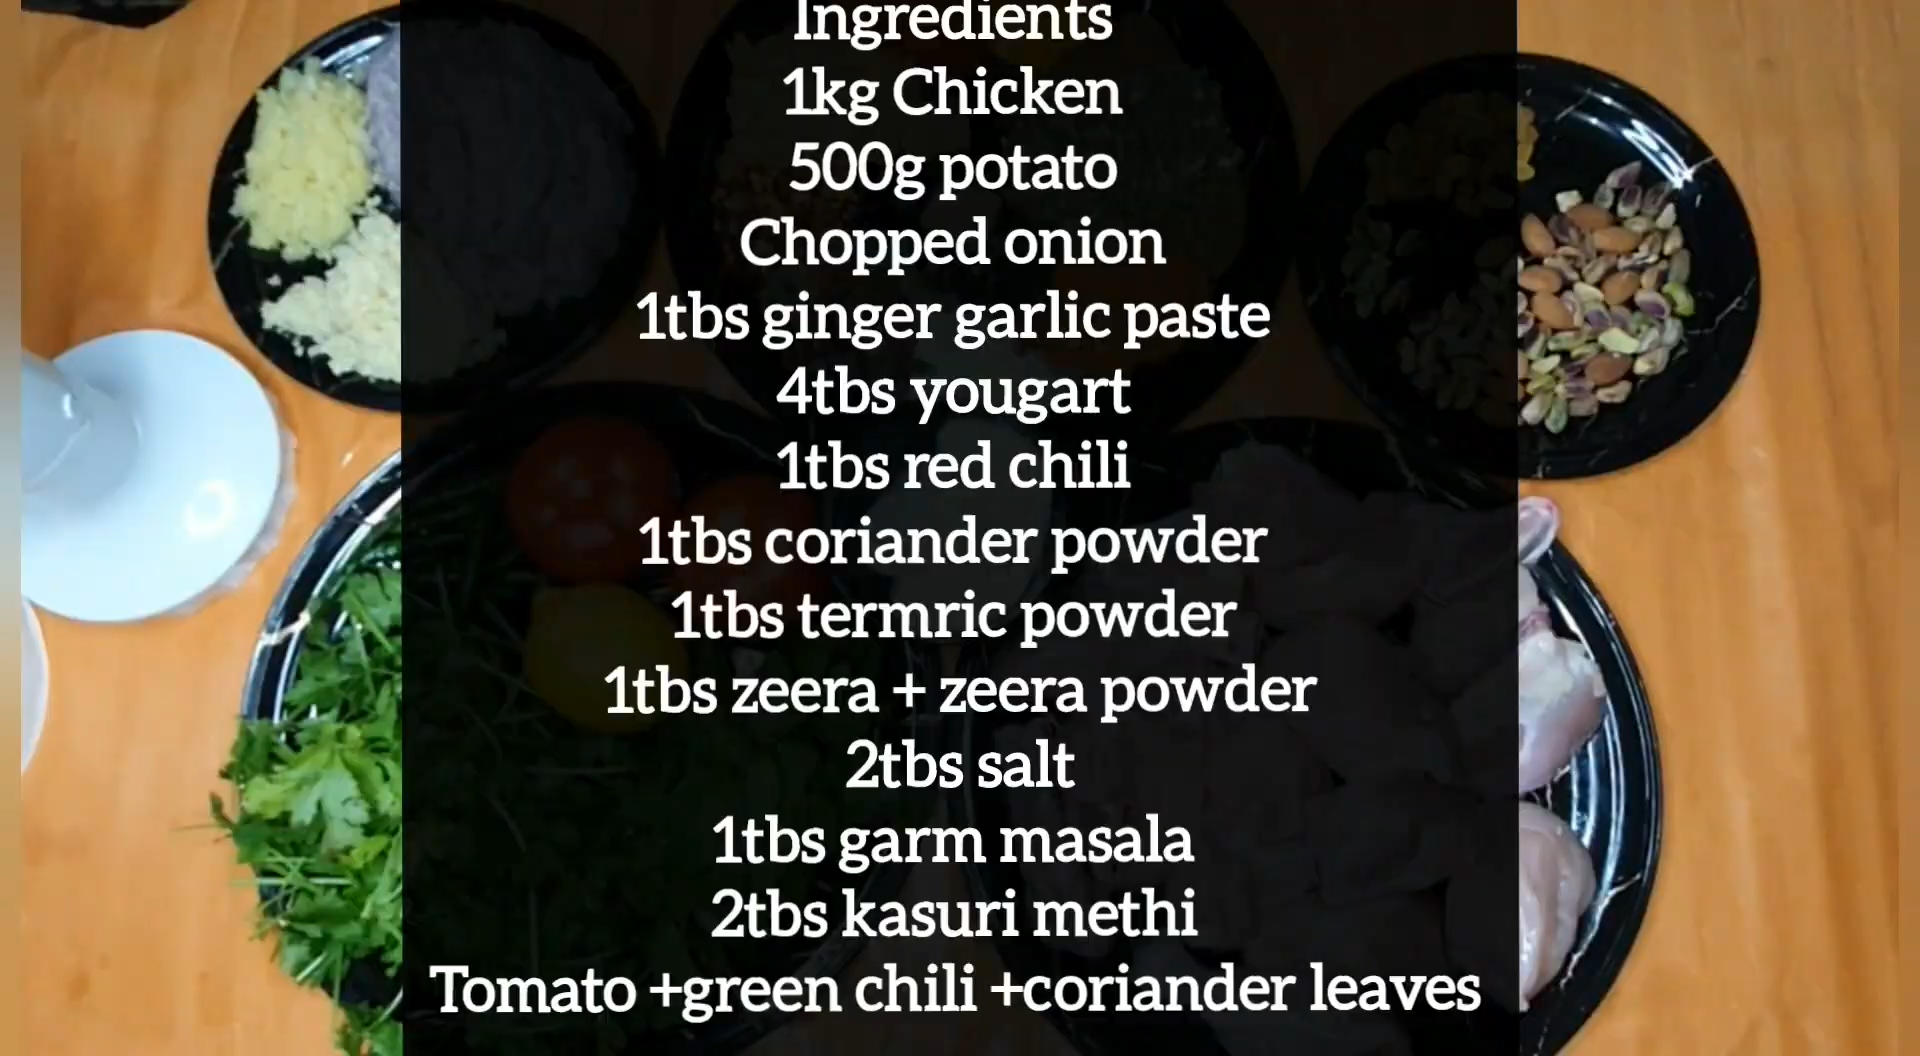 Ingredients
1kg Chicken
500g potato
Chopped onion
1tbs ginger garlic paste
4tbs yougart
1tbs red chili
1tbs coriander powder
1tbs termric powder
1tbs zeera + zeera powder
2tbs salt
1tbs garm masala
2tbs kasuri methi
Tomato +green chili +coriander leaves